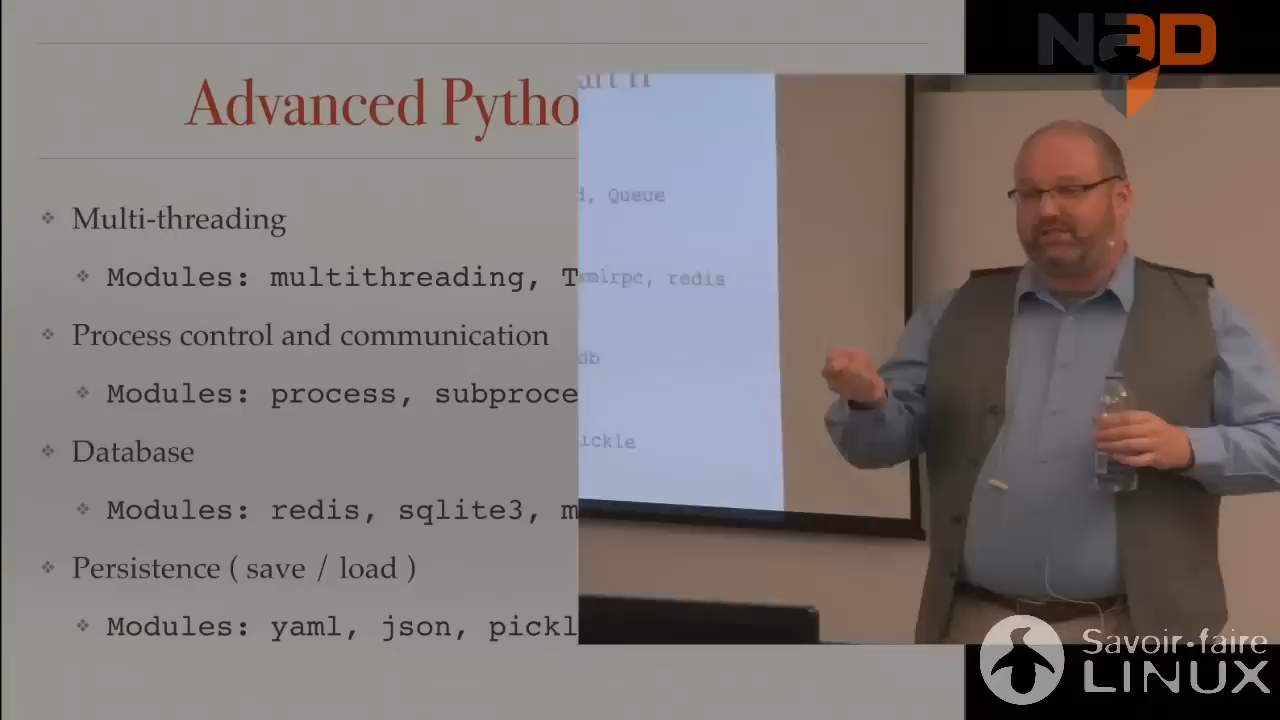 NAD
Advanced Pytho
Multi-threading
Modules: multithreading, T
Process control and communication
Modules: process, subproce
Database
Modules: redis, sqlite3, m
Persistence ( save / load )
Modules: yaml, json, pickl
Queue
xmlrpc, redis
db
ickle
Savoir-faire
LINUX